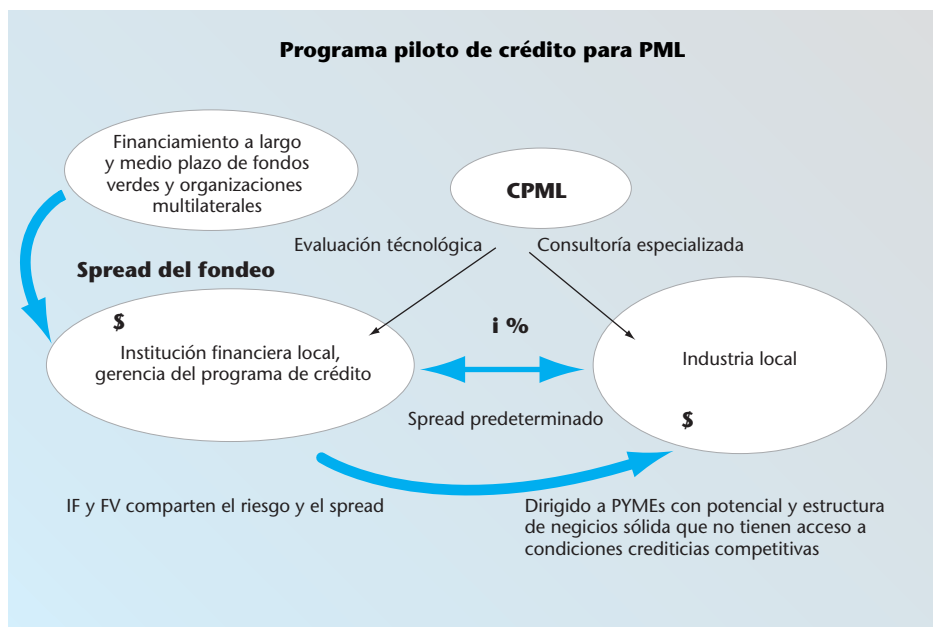 Programa piloto de crédito para PML
Financiamiento a largo
y medio plazo de fondos
verdes y organizaciones
multilaterales
CPML
Evaluación técnológica
Consultoría especializada
Spread del fondeo
$
Institución financiera local,
gerencia del programa de crédito
i %
Industria local
$
Spread predeterminado
IF y FV comparten el riesgo y el spread
Dirigido a PYMEs con potencial y estructura
de negicios sólida que no tienen acceso a
condiciones crediticias competitivas